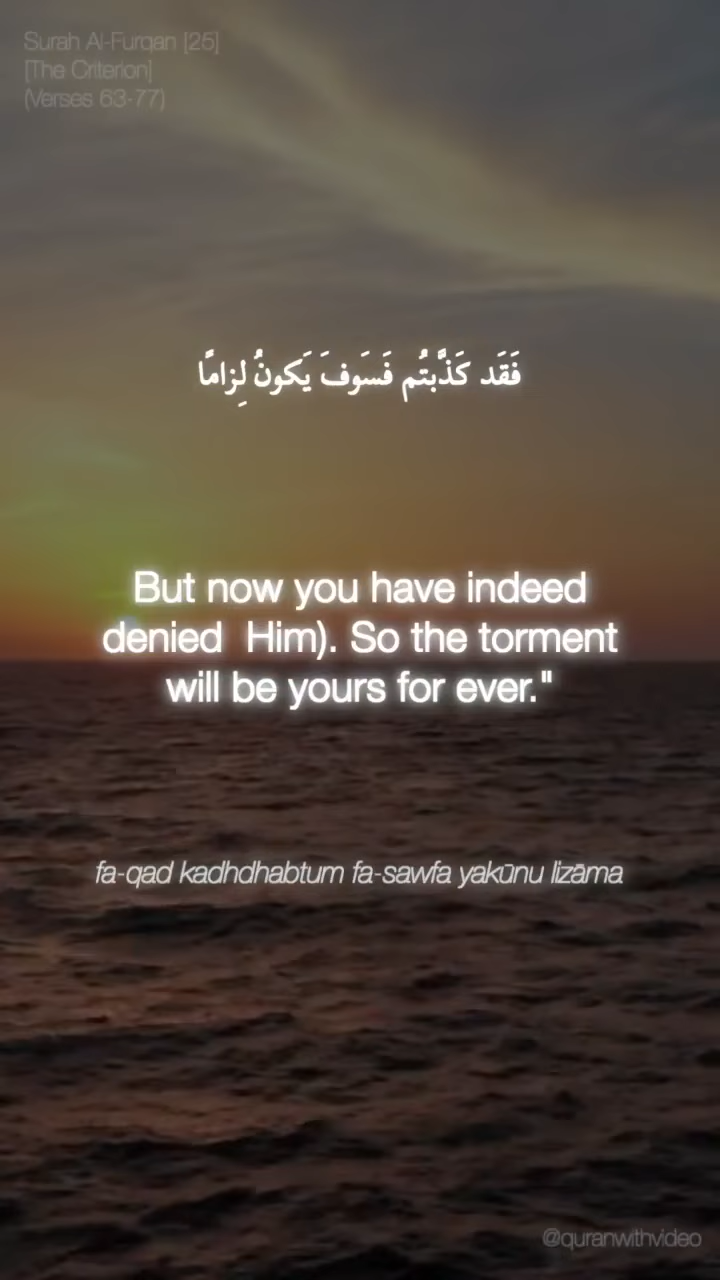 Surah Al-Furqan [25]
[The Criterion]
(Verses 63-77)
فَقَد كَذَّبتُم فَسَوفَ يَكونُ لِزامًا
But now you have indeed
denied  Him). So the torment
will be yours for ever."
fa-qad kadhdhabtum fa-sawfa yakūnu lizāma
@quranwithvideo